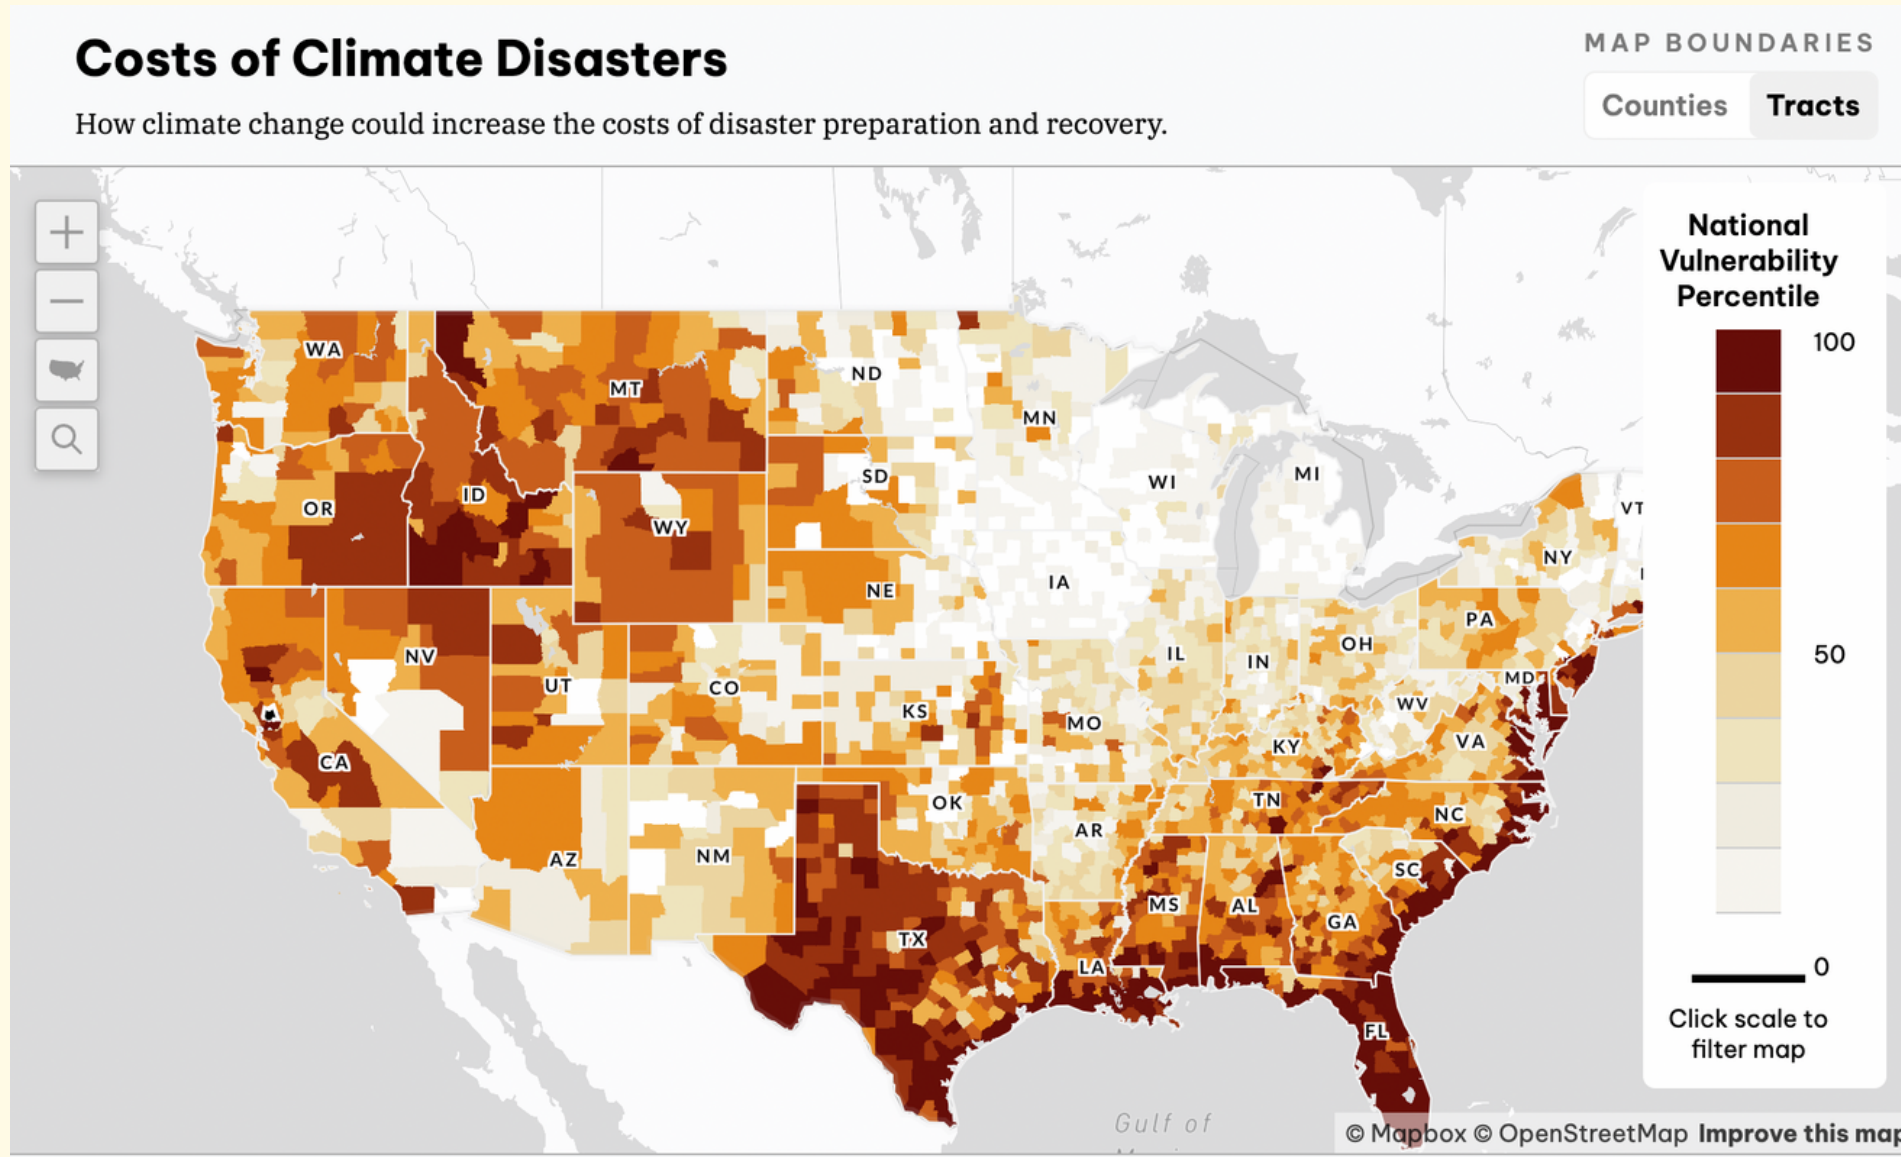 Costs of Climate Disasters
How climate change could increase the costs of disaster preparation and recovery.
MAP BOUNDARIES
Counties
Tracts
National
Vulnerability
Percentile
100
50
0
Click scale to
filter map
WA
MT
ND
MN
OR
ID
WY
SD
WI
MI
VT
NY
NE
IA
PA
NV
UT
CO
KS
MO
IL
IN
OH
MD
WV
VA
KY
CA
AZ
NM
OK
AR
TN
NC
SC
TX
LA
MS
AL
GA
FL
Gulf of
© Mapbox © OpenStreetMap Improve this map